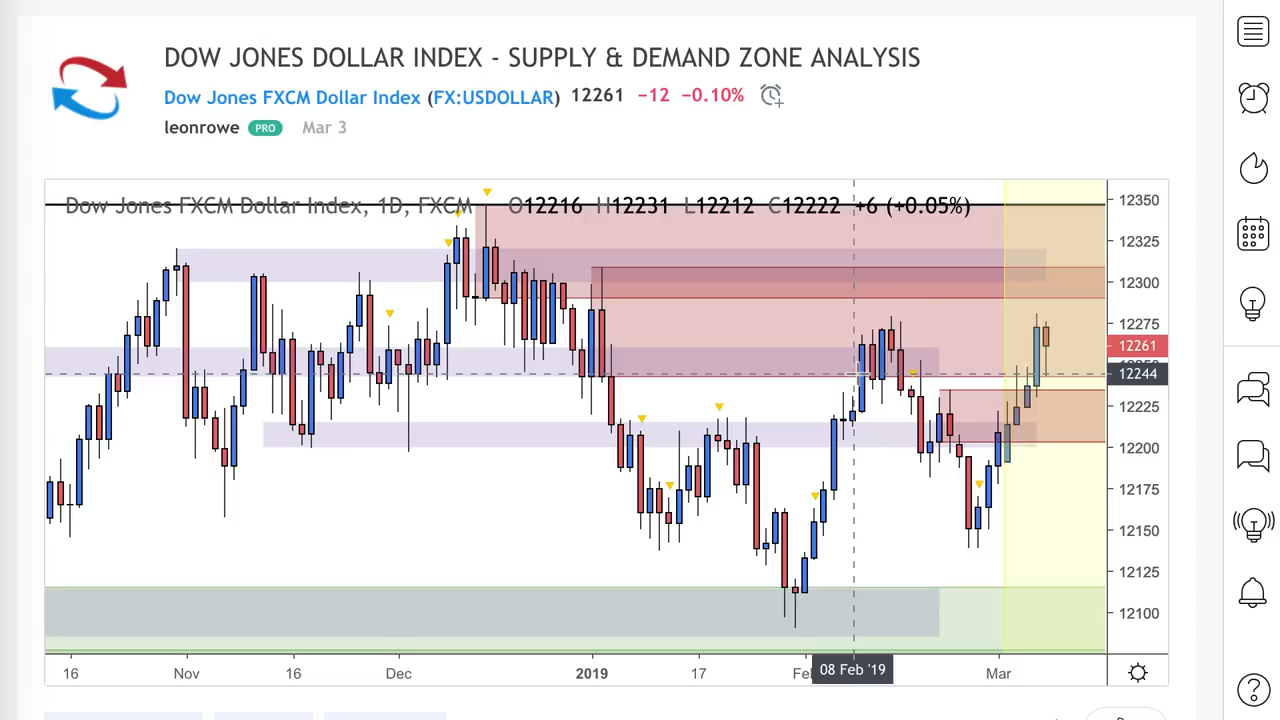 DOW JONES DOLLAR INDEX - SUPPLY & DEMAND ZONE ANALYSIS
Dow Jones FXCM Dollar Index (FX:USDOLLAR) 12261 −12 −0.10%
leonrowe PRO Mar 3
Dow Jones FXCM Dollar Index, 1D, FXCM O12216 H12231 L12212 C12222 +6 (+0.05%)
12350
12325
12300
12275
12261
12244
12225
12200
12175
12150
12125
12100
16 Nov 16 Dec 2019 17 08 Feb '19 Mar